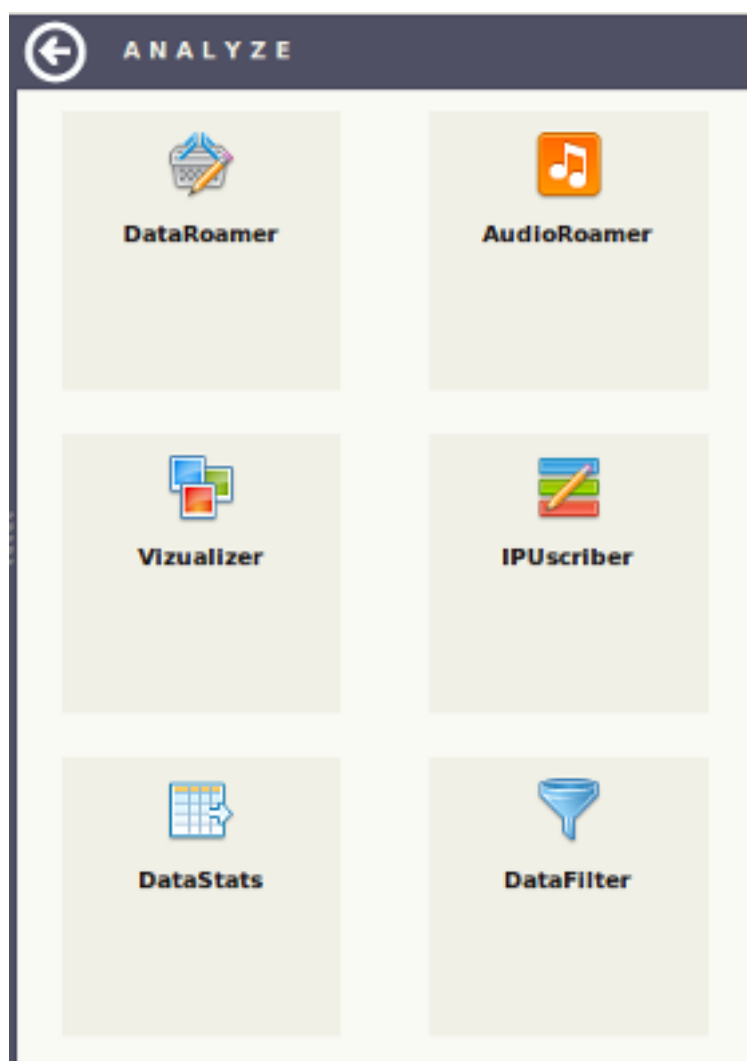 ANALYZE
DataRoamer
AudioRoamer
Vizualizer
IPUscriber
DataStats
DataFilter